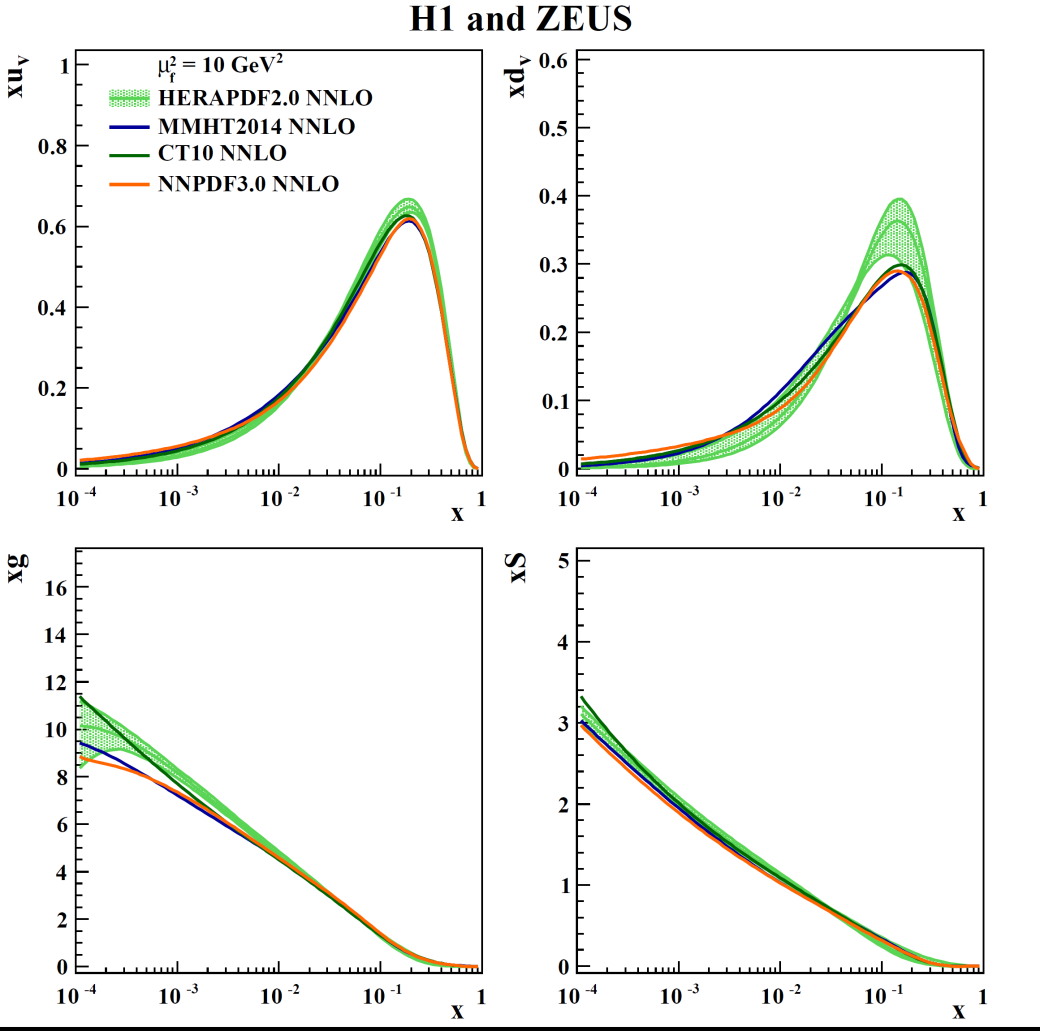 H1 and ZEUS
xu_v
1
0.8
0.6
0.4
0.2
0
μ_f² = 10 GeV²
HERAPDF2.0 NNLO
MMHT2014 NNLO
CT10 NNLO
NNPDF3.0 NNLO
10⁻⁴ 10⁻³ 10⁻² 10⁻¹ 1
x
xd_v
0.6
0.5
0.4
0.3
0.2
0.1
0
10⁻⁴ 10⁻³ 10⁻² 10⁻¹ 1
x
xg
16
14
12
10
8
6
4
2
0
10⁻⁴ 10⁻³ 10⁻² 10⁻¹ 1
x
xS
5
4
3
2
1
0
10⁻⁴ 10⁻³ 10⁻² 10⁻¹ 1
x